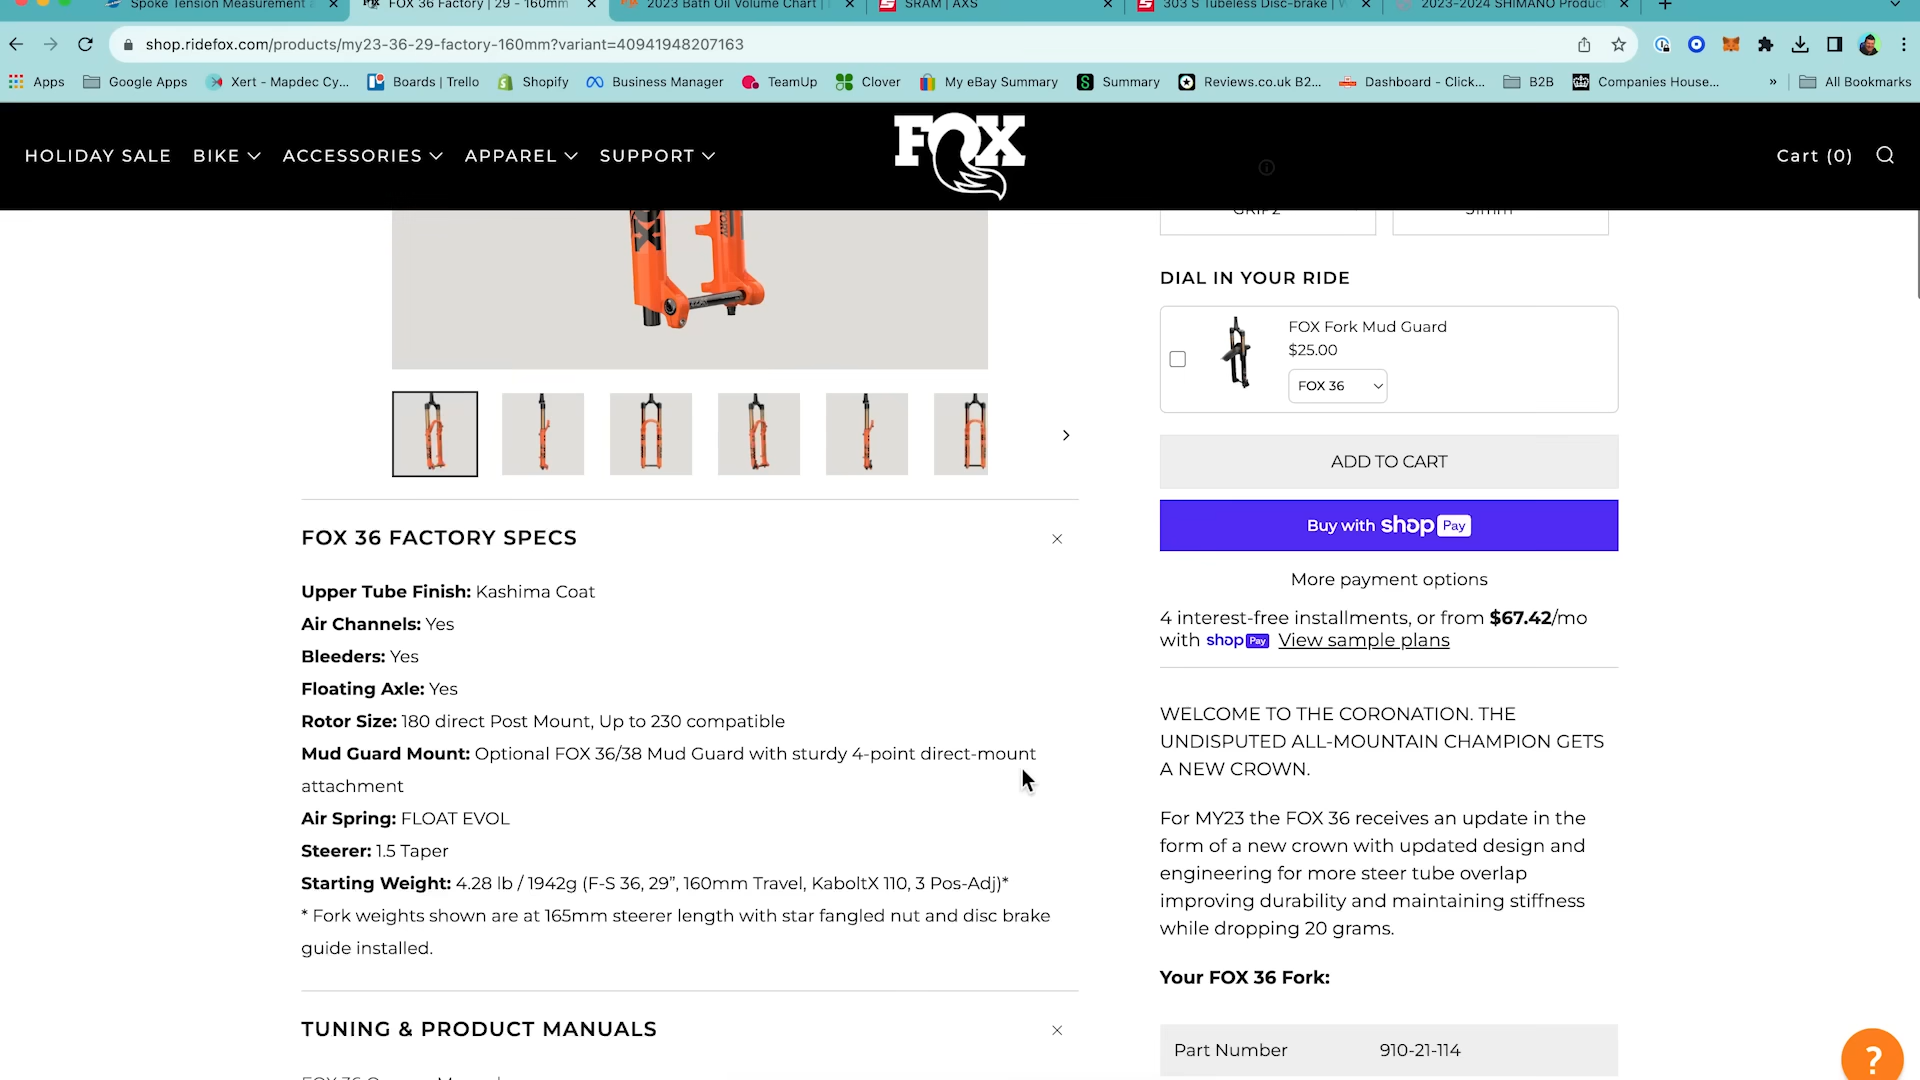 Spoke Tension Measurement
FOX 36 Factory | 29 - 160mm
2023 Bath Oil Volume Chart |
SRAM | AXS
303 S Tubeless Disc-brake |
2023-2024 SHIMANO Produc
shop.ridefox.com/products/my23-36-29-factory-160mm?variant=40941948207163
Apps Google Apps Xert - Mapdec Cy... Boards | Trello Shopify Business Manager TeamUp Clover My eBay Summary Summary Reviews.co.uk B2... Dashboard - Click... B2B Companies House... » All Bookmarks
HOLIDAY SALE BIKE ACCESSORIES APPAREL SUPPORT FOX Cart (0)
GRIP2 51mm
DIAL IN YOUR RIDE
FOX Fork Mud Guard
$25.00
FOX 36
ADD TO CART
Buy with shop Pay
More payment options
4 interest-free installments, or from $67.42/mo
with shop Pay View sample plans
FOX 36 FACTORY SPECS
Upper Tube Finish: Kashima Coat
Air Channels: Yes
Bleeders: Yes
Floating Axle: Yes
Rotor Size: 180 direct Post Mount, Up to 230 compatible
Mud Guard Mount: Optional FOX 36/38 Mud Guard with sturdy 4-point direct-mount
attachment
Air Spring: FLOAT EVOL
Steerer: 1.5 Taper
Starting Weight: 4.28 lb / 1942g (F-S 36, 29”, 160mm Travel, KaboltX 110, 3 Pos-Adj)*
* Fork weights shown are at 165mm steerer length with star fangled nut and disc brake
guide installed.
TUNING & PRODUCT MANUALS
WELCOME TO THE CORONATION. THE
UNDISPUTED ALL-MOUNTAIN CHAMPION GETS
A NEW CROWN.
For MY23 the FOX 36 receives an update in the
form of a new crown with updated design and
engineering for more steer tube overlap
improving durability and maintaining stiffness
while dropping 20 grams.
Your FOX 36 Fork:
Part Number 910-21-114
?